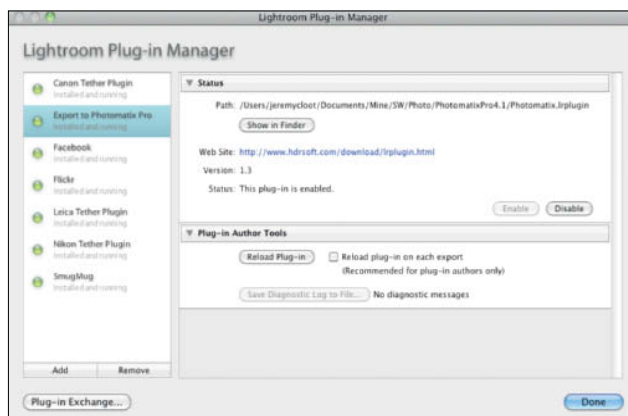 Lightroom Plug-in Manager
Lightroom Plug-in Manager
Canon Tether Plugin
Installed and running
Export to Photomatix Pro
Installed and running
Facebook
Installed and running
Flickr
Installed and running
Leica Tether Plugin
Installed and running
Nikon Tether Plugin
Installed and running
SmugMug
Installed and running
Add Remove
Status
Path: /Users/jeremycloot/Documents/Mine/SW/Photo/PhotomatixPro4.1/Photomatix.lrplugin
Show in Finder
Web Site: http://www.hdrsoft.com/download/lrplugin.html
Version: 1.3
Status: This plug-in is enabled.
Enable Disable
Plug-in Author Tools
Reload Plug-in Reload plug-in on each export
(Recommended for plug-in authors only)
Save Diagnostic Log to File... No diagnostic messages
Plug-in Exchange... Done